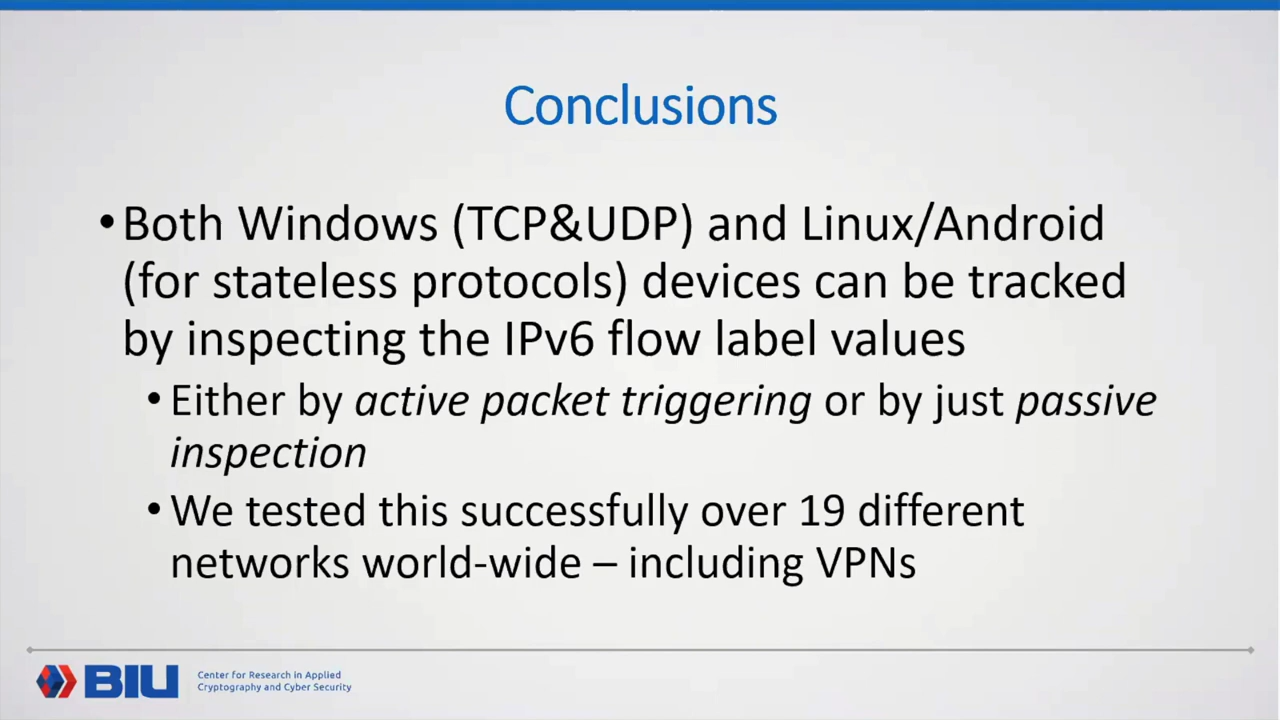 Conclusions
•Both Windows (TCP&UDP) and Linux/Android
(for stateless protocols) devices can be tracked
by inspecting the IPv6 flow label values
•Either by active packet triggering or by just passive
inspection
•We tested this successfully over 19 different
networks world-wide – including VPNs
BIU
Center for Research in Applied
Cryptography and Cyber Security